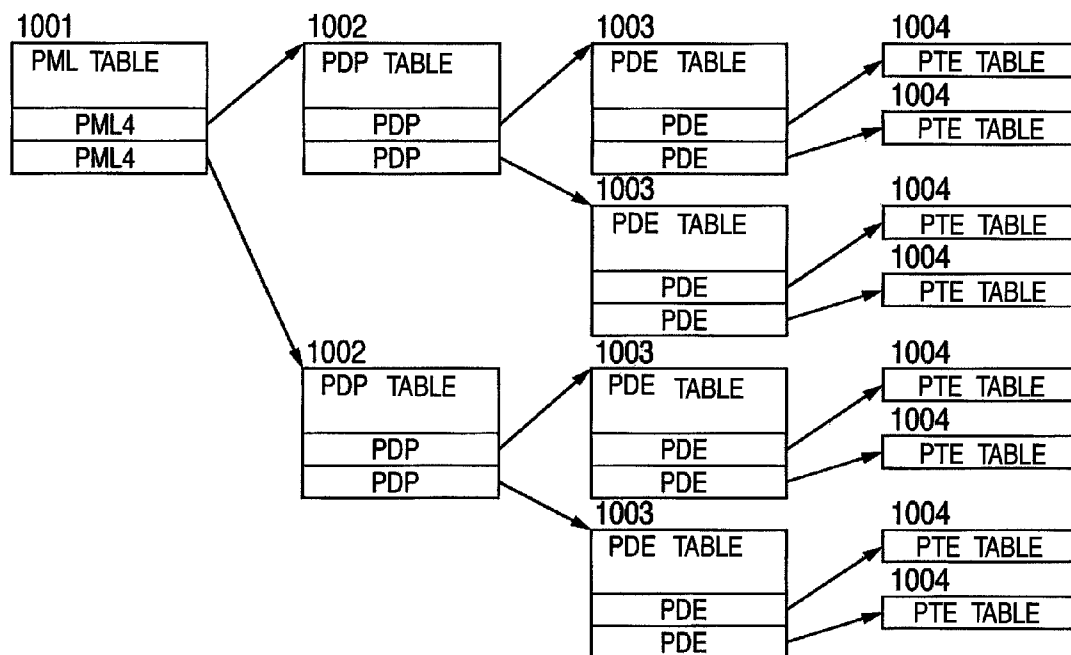 1001
PML TABLE
PML4
PML4
1002
PDP TABLE
PDP
PDP
1003
PDE TABLE
PDE
PDE
1004
PTE TABLE
1004
PTE TABLE
1003
PDE TABLE
PDE
PDE
1004
PTE TABLE
1004
PTE TABLE
1002
PDP TABLE
PDP
PDP
1003
PDE TABLE
PDE
PDE
1004
PTE TABLE
1004
PTE TABLE
1003
PDE TABLE
PDE
PDE
1004
PTE TABLE
1004
PTE TABLE